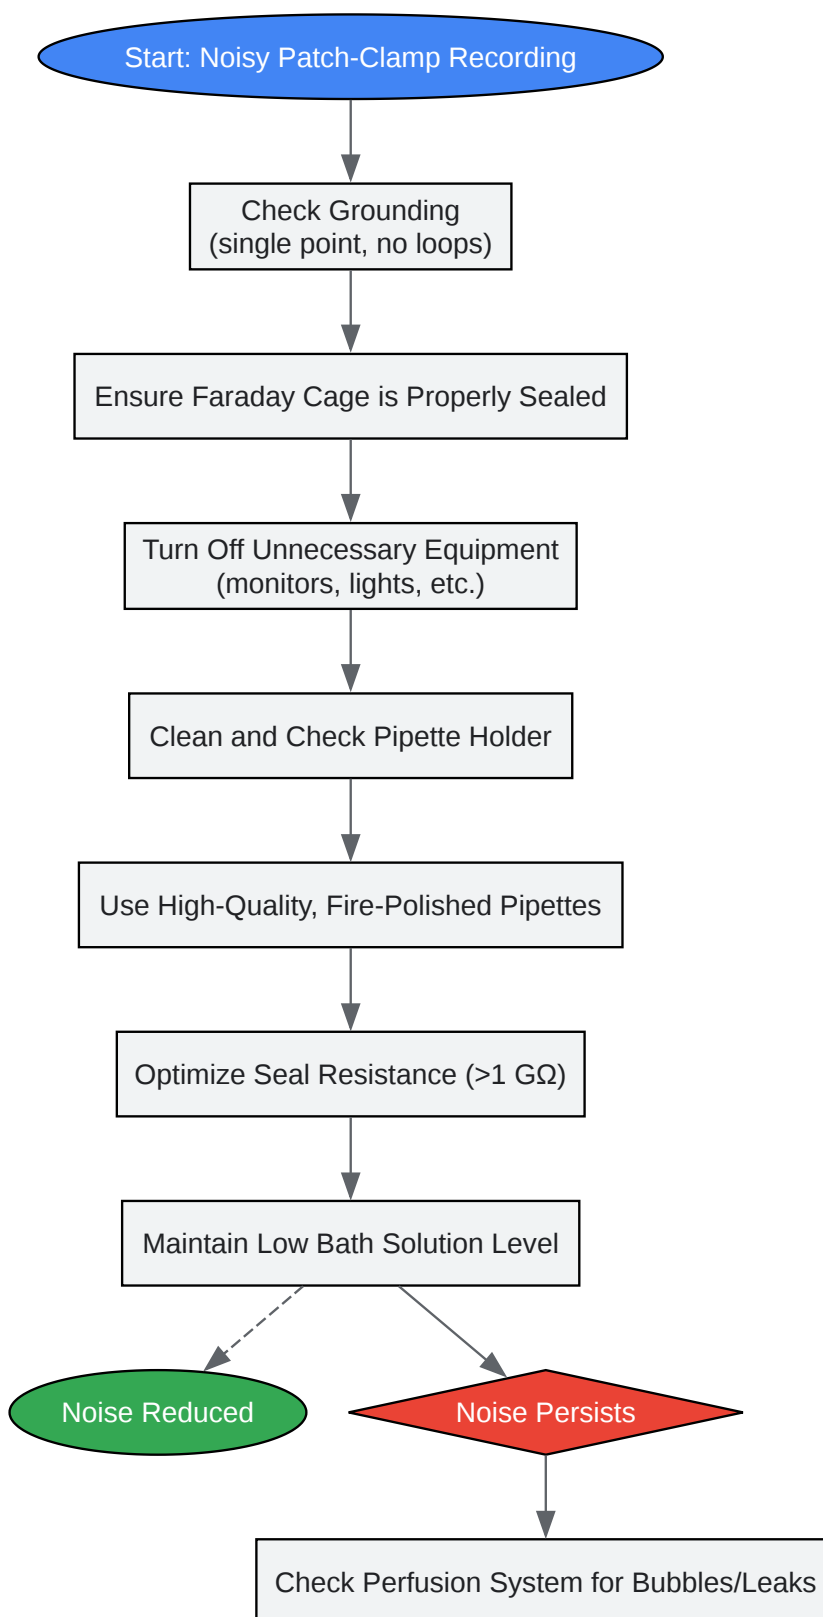 Start: Noisy Patch-Clamp Recording
Check Grounding
(single point, no loops)
Ensure Faraday Cage is Properly Sealed
Turn Off Unnecessary Equipment
(monitors, lights, etc.)
Clean and Check Pipette Holder
Use High-Quality, Fire-Polished Pipettes
Optimize Seal Resistance (>1 GΩ)
Maintain Low Bath Solution Level
Noise Reduced
Noise Persists
Check Perfusion System for Bubbles/Leaks